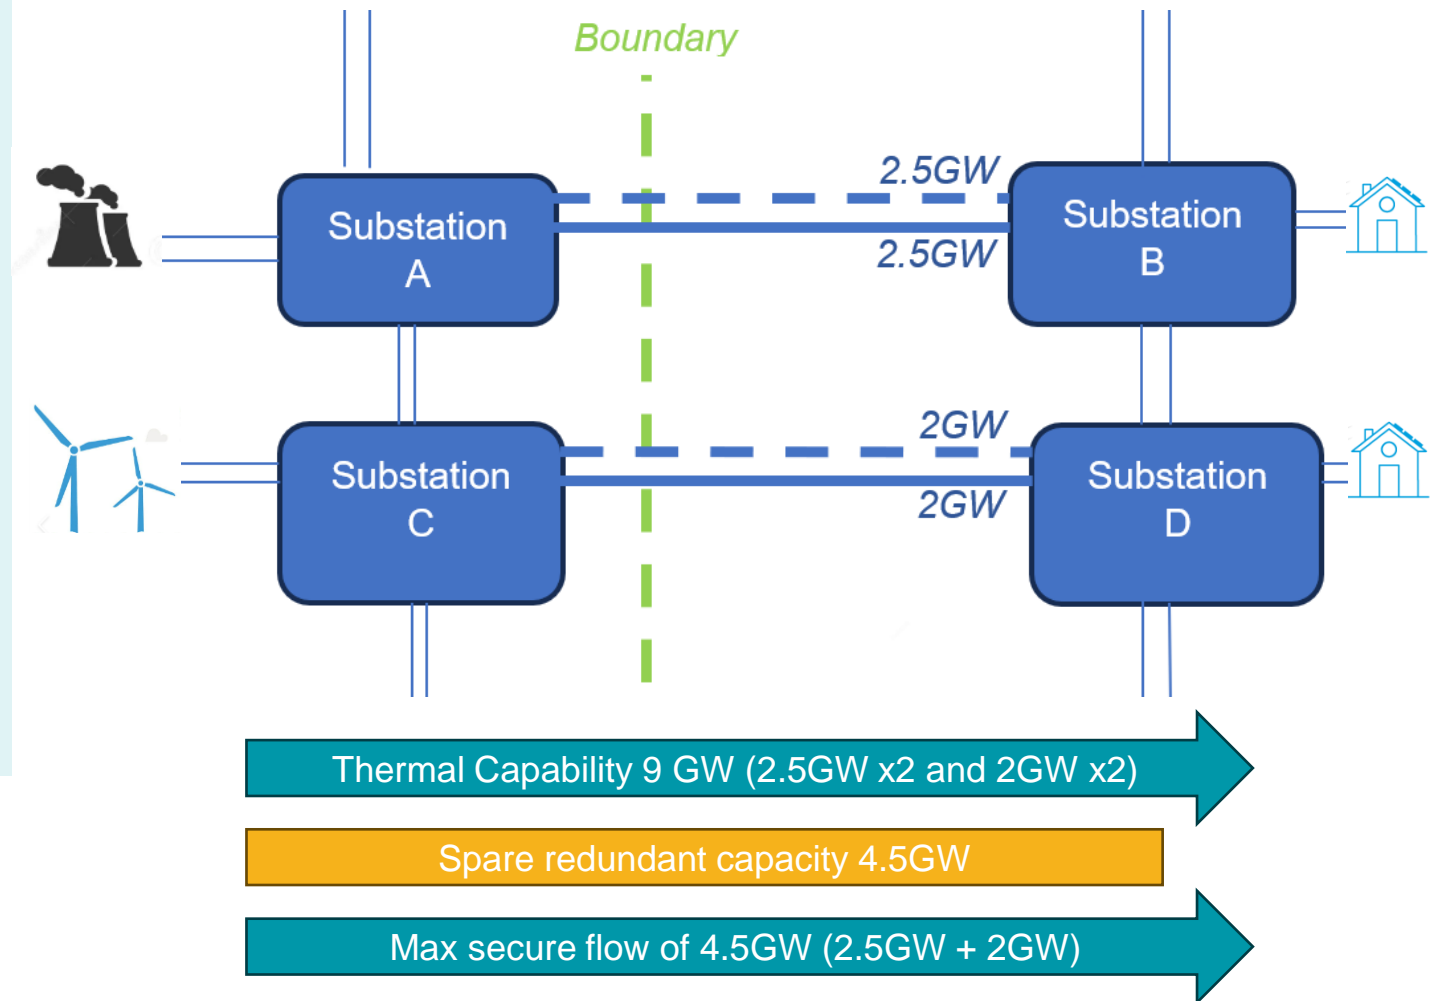 Boundary
2.5GW
2.5GW
Substation
A
Substation
B
2GW
2GW
Substation
C
Substation
D
Thermal Capability 9 GW (2.5GW x2 and 2GW x2)
Spare redundant capacity 4.5GW
Max secure flow of 4.5GW (2.5GW + 2GW)